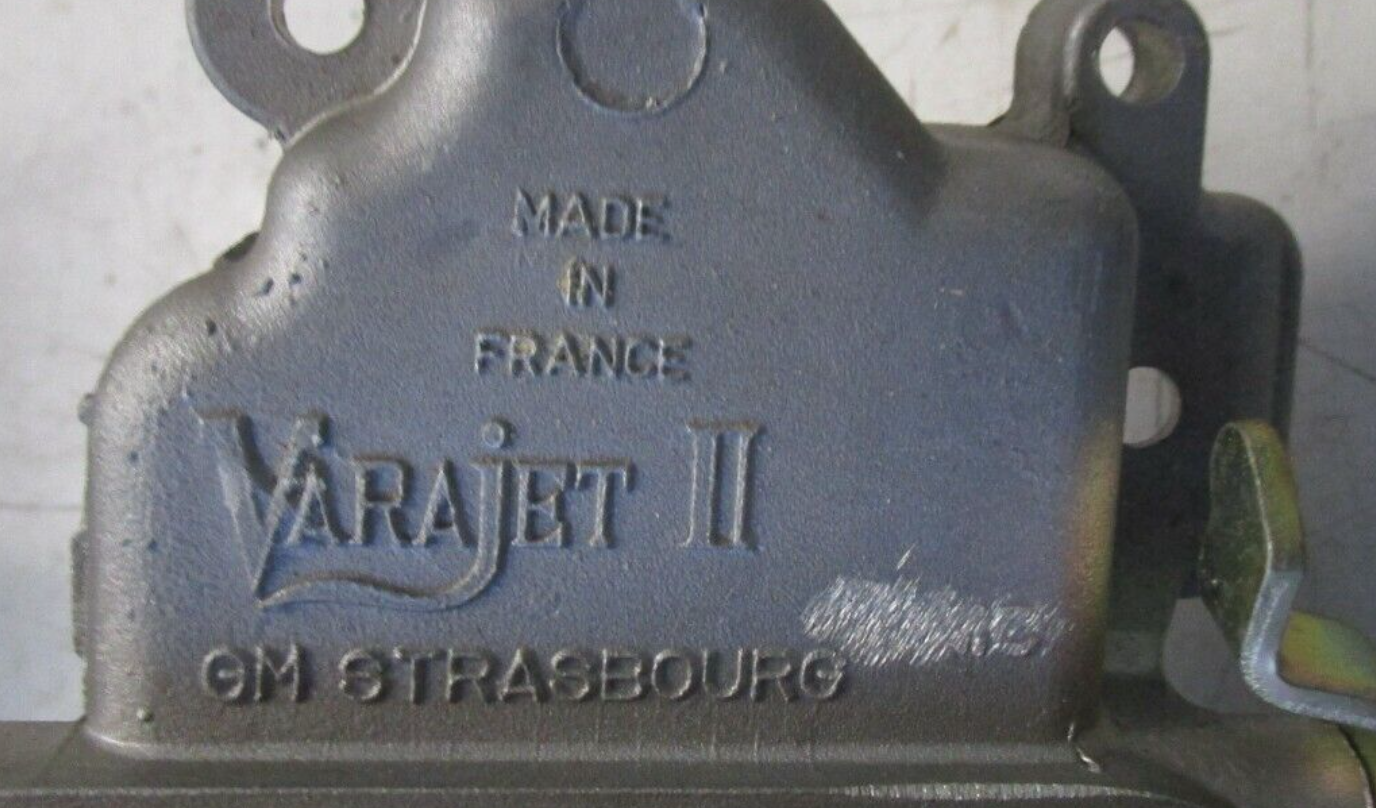 MADE
IN
FRANCE
VARAJET II
GM STRASBOURG